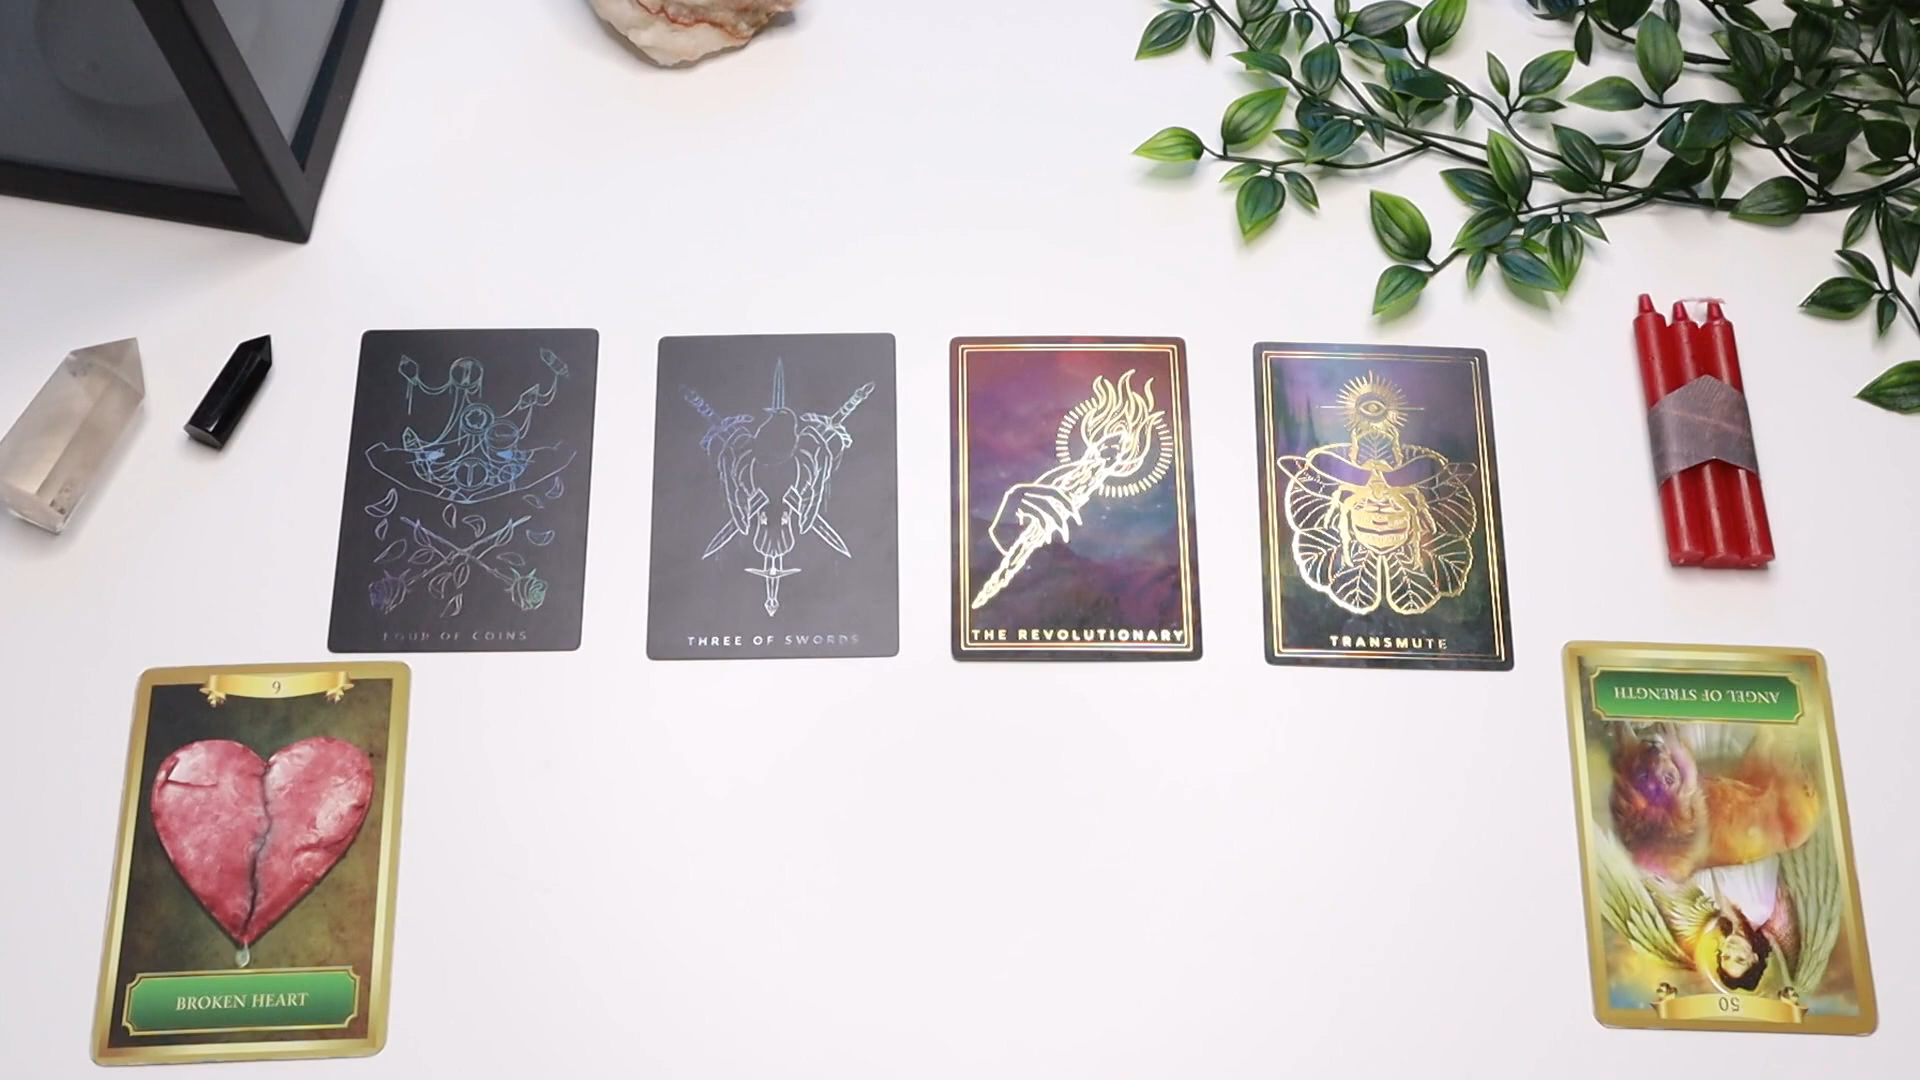 FOUR OF COINS
THREE OF SWORDS
THE REVOLUTIONARY
TRANSMUTE
9
BROKEN HEART
ANGEL OF STRENGTH
50